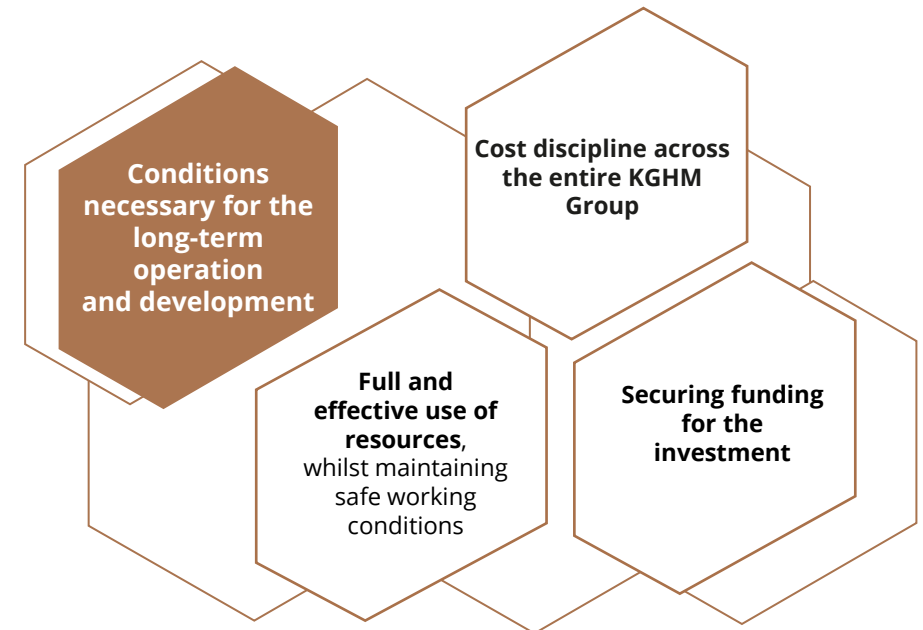 Conditions
necessary for the
long-term
operation
and development
Cost discipline across
the entire KGHM
Group
Full and
effective use of
resources,
whilst maintaining
safe working
conditions
Securing funding
for the
investment